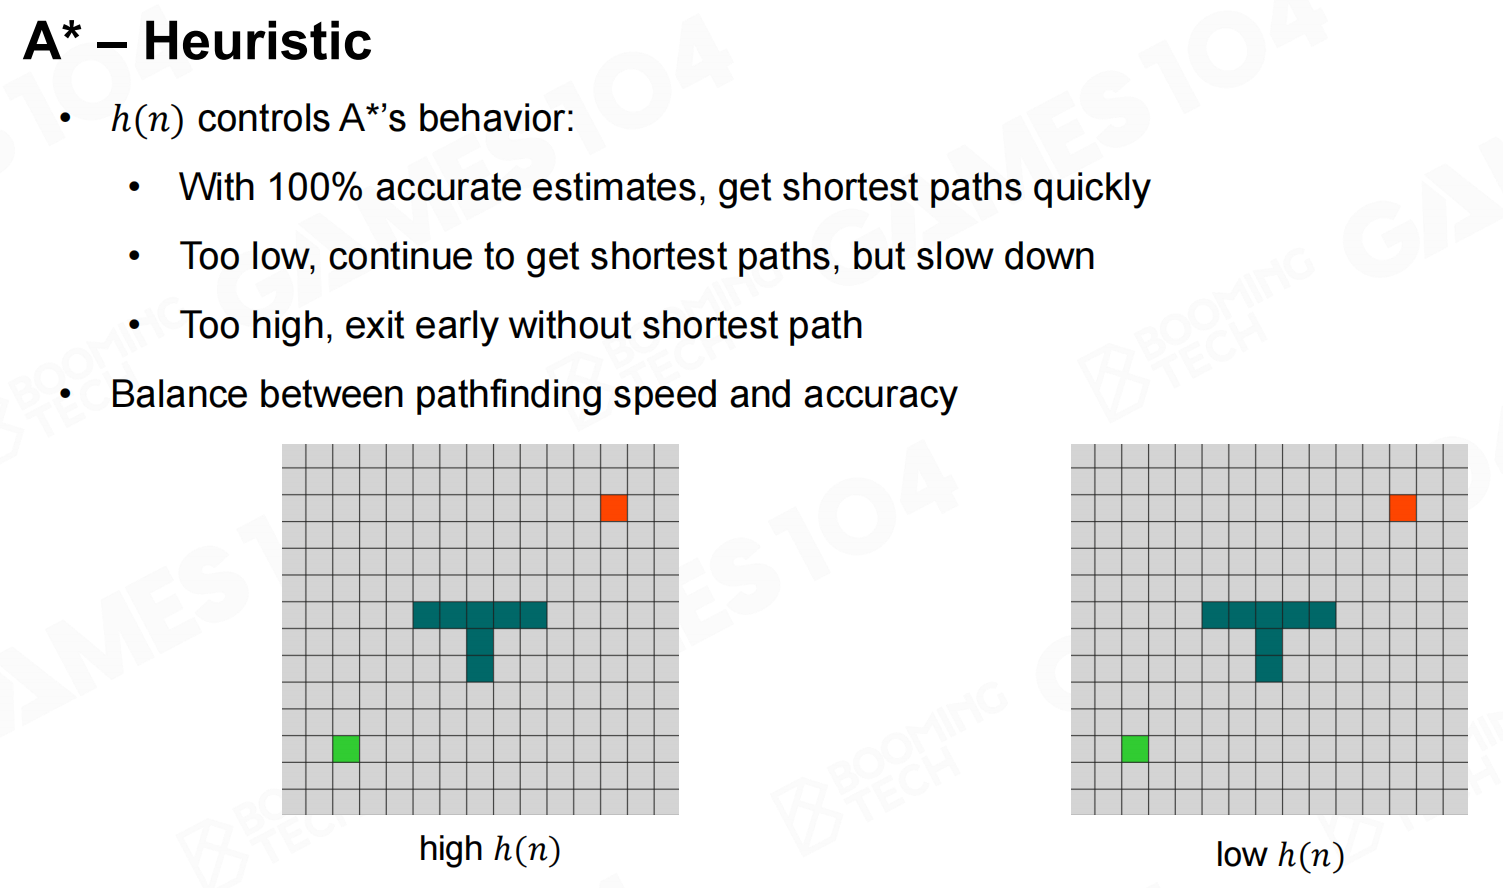 A* – Heuristic
• h(n) controls A*’s behavior:
• With 100% accurate estimates, get shortest paths quickly
• Too low, continue to get shortest paths, but slow down
• Too high, exit early without shortest path
• Balance between pathfinding speed and accuracy
high h(n)
low h(n)
GAMES104
BOOMING TECH